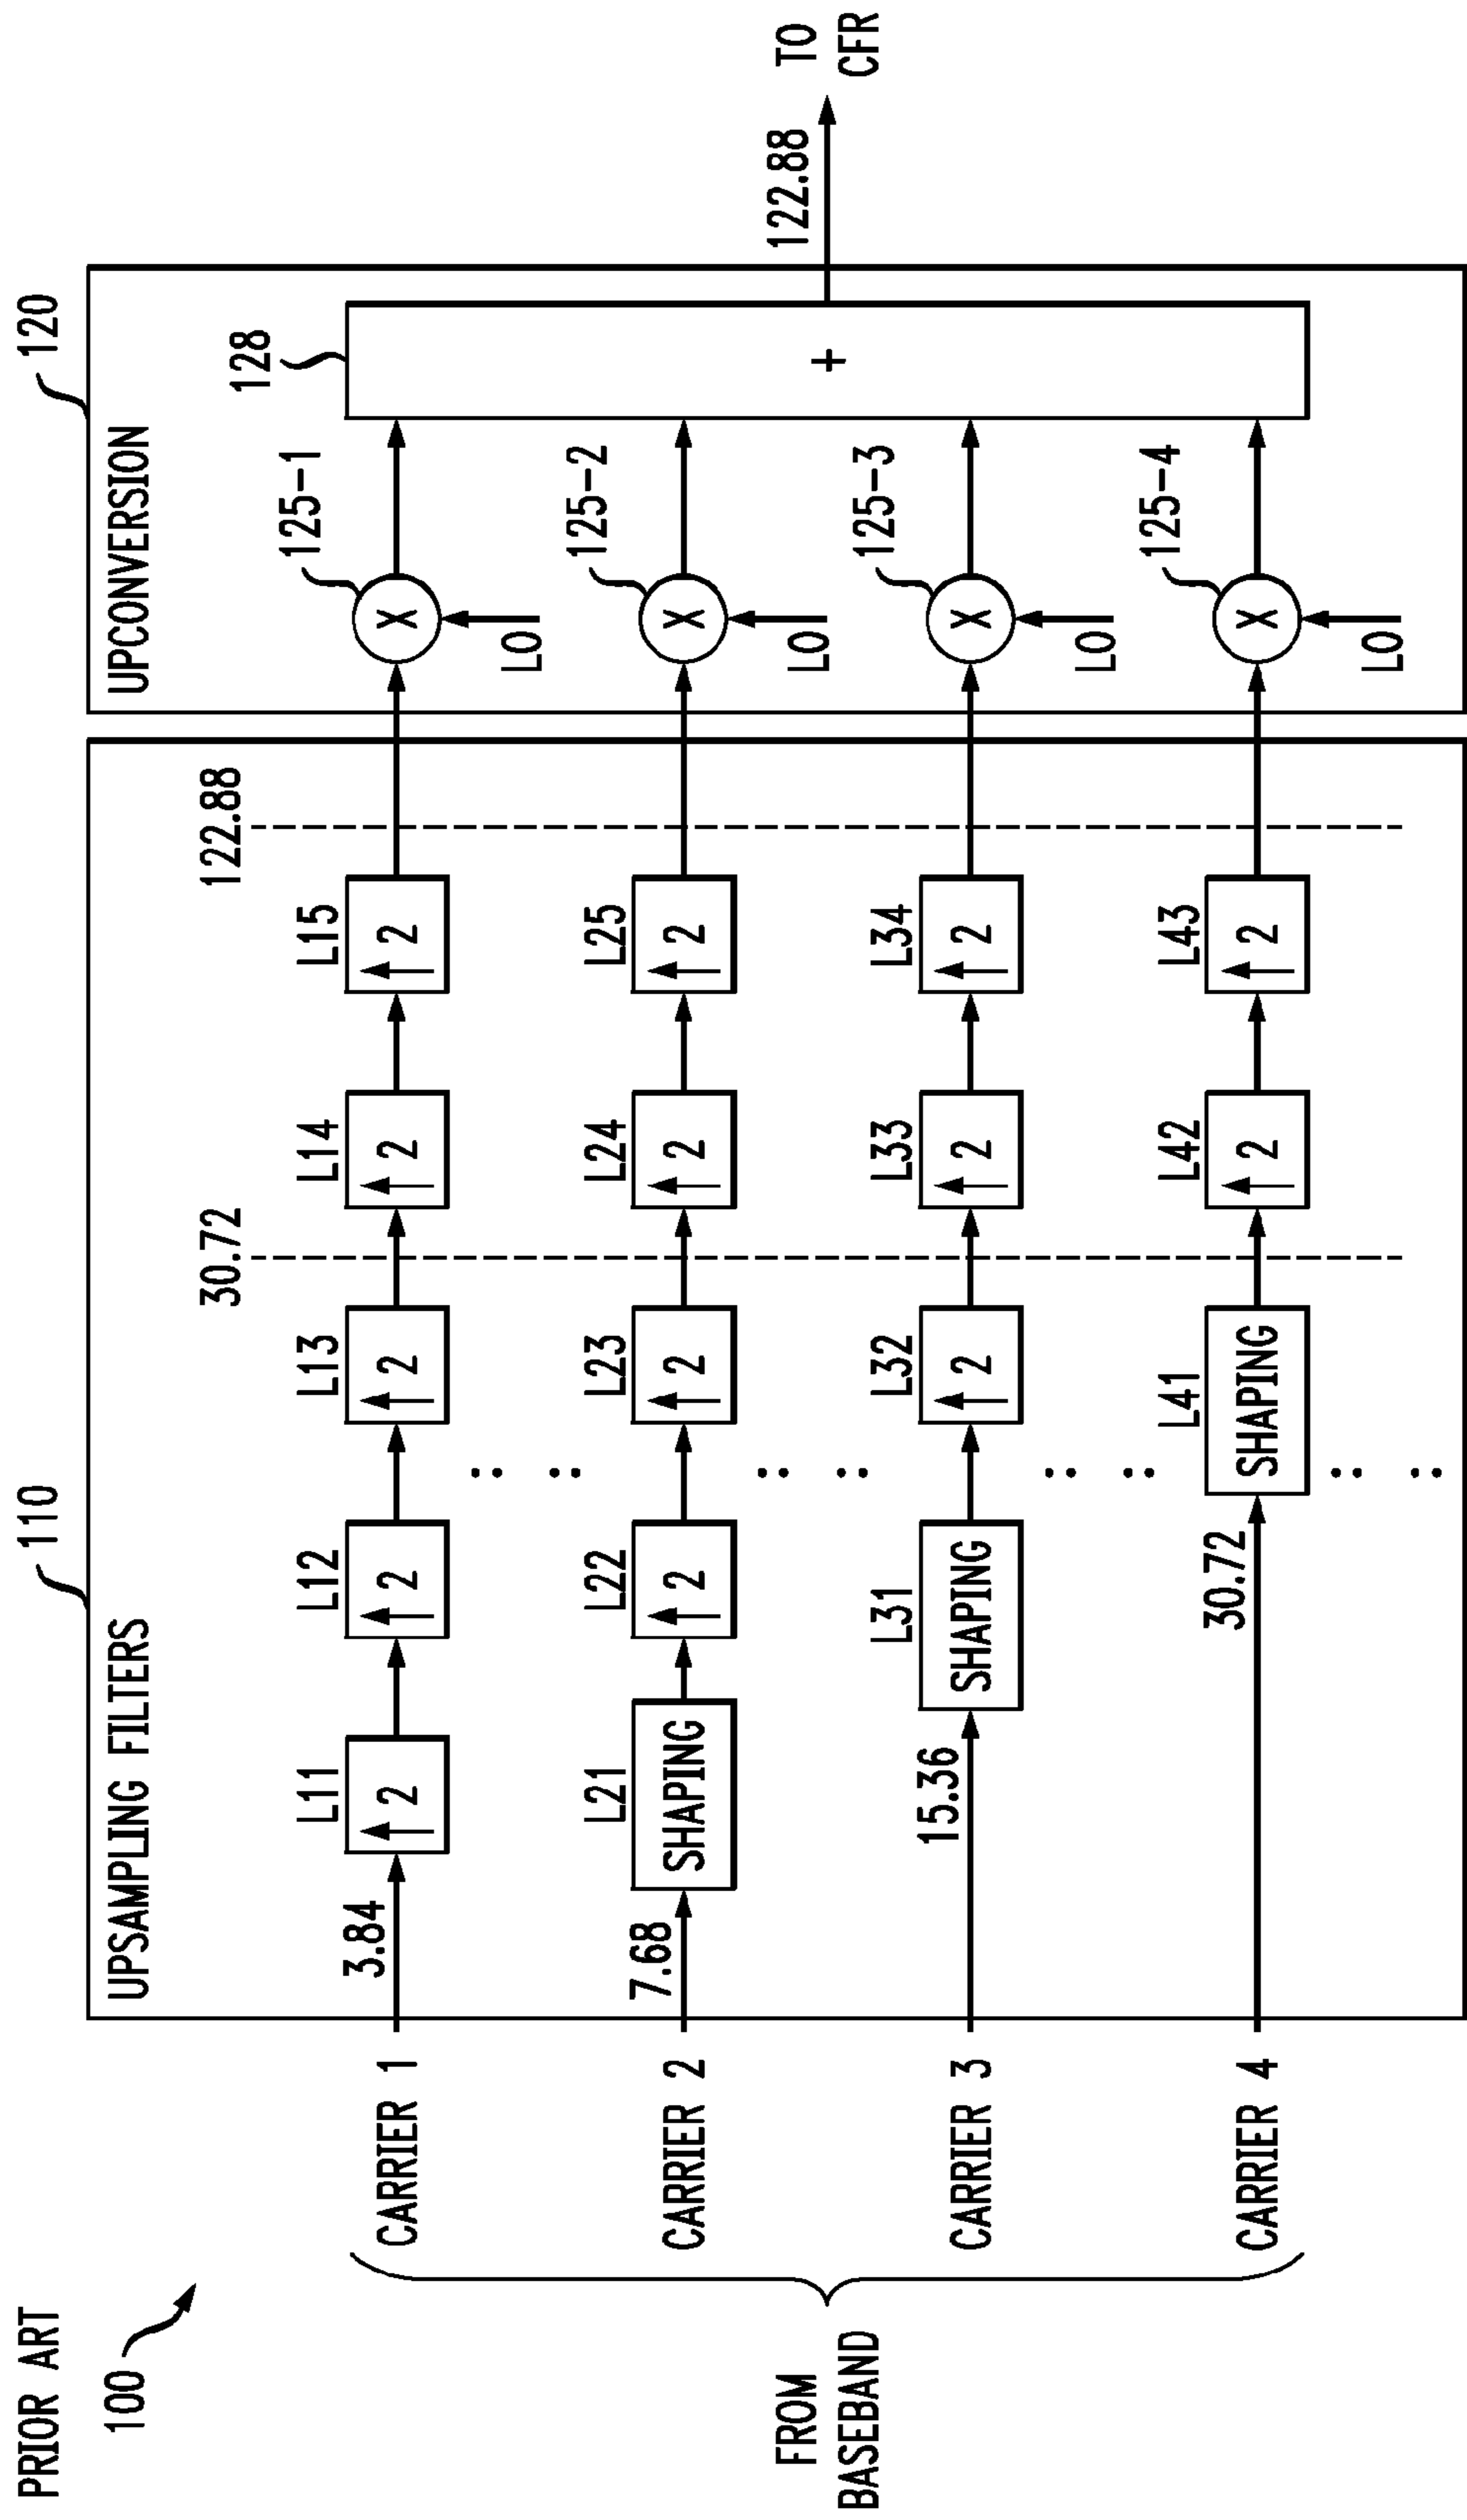 PRIOR ART
100
UPSAMPLING FILTERS
110
UPCONVERSION
120
30.72
122.88
FROM
BASEBAND
CARRIER 1
3.84
L11
↑ 2
L12
↑ 2
L13
↑ 2
L14
↑ 2
L15
↑ 2
125-1
X
LO
CARRIER 2
7.68
L21
SHAPING
L22
↑ 2
L23
↑ 2
L24
↑ 2
L25
↑ 2
125-2
X
LO
CARRIER 3
15.36
L31
SHAPING
L32
↑ 2
L33
↑ 2
L34
↑ 2
125-3
X
LO
CARRIER 4
30.72
L41
SHAPING
L42
↑ 2
L43
↑ 2
125-4
X
LO
128
+
122.88
TO
CFR